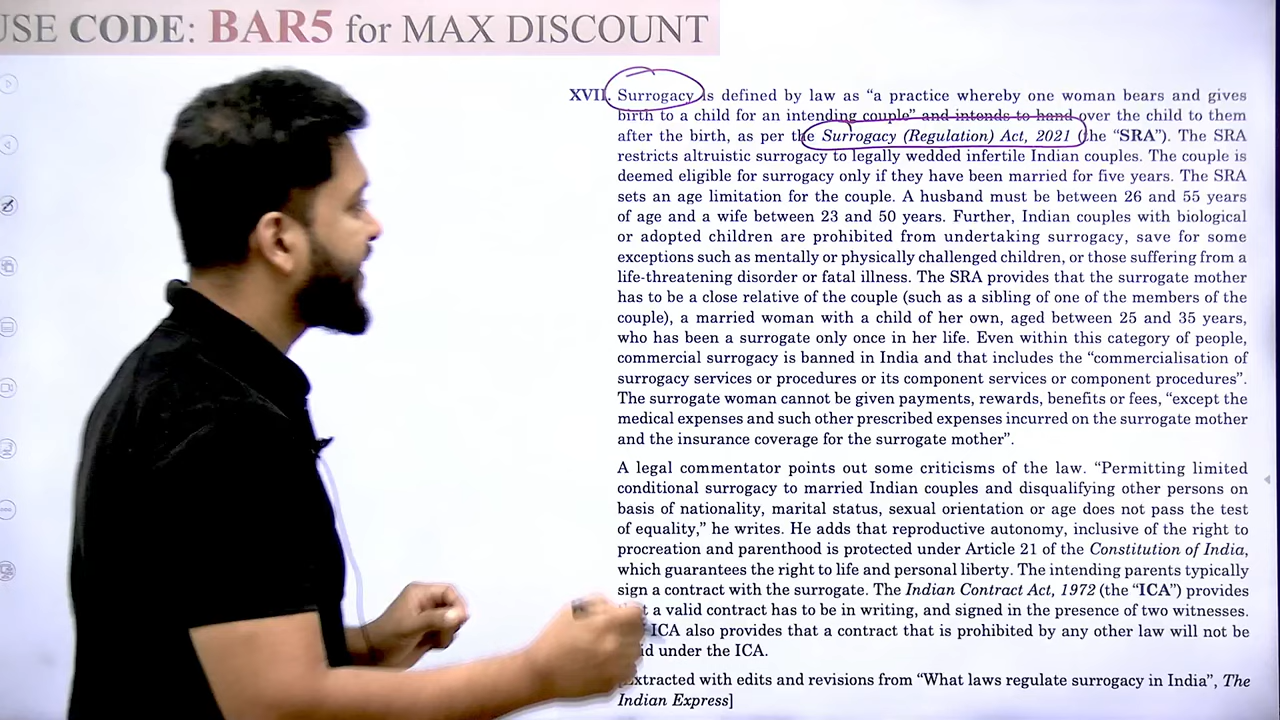 USE CODE: BAR5 for MAX DISCOUNT
XVII. Surrogacy is defined by law as “a practice whereby one woman bears and gives
birth to a child for an intending couple” and intends to hand over the child to them
after the birth, as per the Surrogacy (Regulation) Act, 2021 (the “SRA”). The SRA
restricts altruistic surrogacy to legally wedded infertile Indian couples. The couple is
deemed eligible for surrogacy only if they have been married for five years. The SRA
sets an age limitation for the couple. A husband must be between 26 and 55 years
of age and a wife between 23 and 50 years. Further, Indian couples with biological
or adopted children are prohibited from undertaking surrogacy, save for some
exceptions such as mentally or physically challenged children, or those suffering from a
life-threatening disorder or fatal illness. The SRA provides that the surrogate mother
has to be a close relative of the couple (such as a sibling of one of the members of the
couple), a married woman with a child of her own, aged between 25 and 35 years,
who has been a surrogate only once in her life. Even within this category of people,
commercial surrogacy is banned in India and that includes the “commercialisation of
surrogacy services or procedures or its component services or component procedures”.
The surrogate woman cannot be given payments, rewards, benefits or fees, “except the
medical expenses and such other prescribed expenses incurred on the surrogate mother
and the insurance coverage for the surrogate mother”.
A legal commentator points out some criticisms of the law. “Permitting limited
conditional surrogacy to married Indian couples and disqualifying other persons on
basis of nationality, marital status, sexual orientation or age does not pass the test
of equality,” he writes. He adds that reproductive autonomy, inclusive of the right to
procreation and parenthood is protected under Article 21 of the Constitution of India,
which guarantees the right to life and personal liberty. The intending parents typically
sign a contract with the surrogate. The Indian Contract Act, 1972 (the “ICA”) provides
a valid contract has to be in writing, and signed in the presence of two witnesses.
ICA also provides that a contract that is prohibited by any other law will not be
under the ICA.
[Extracted with edits and revisions from “What laws regulate surrogacy in India”, The
Indian Express]